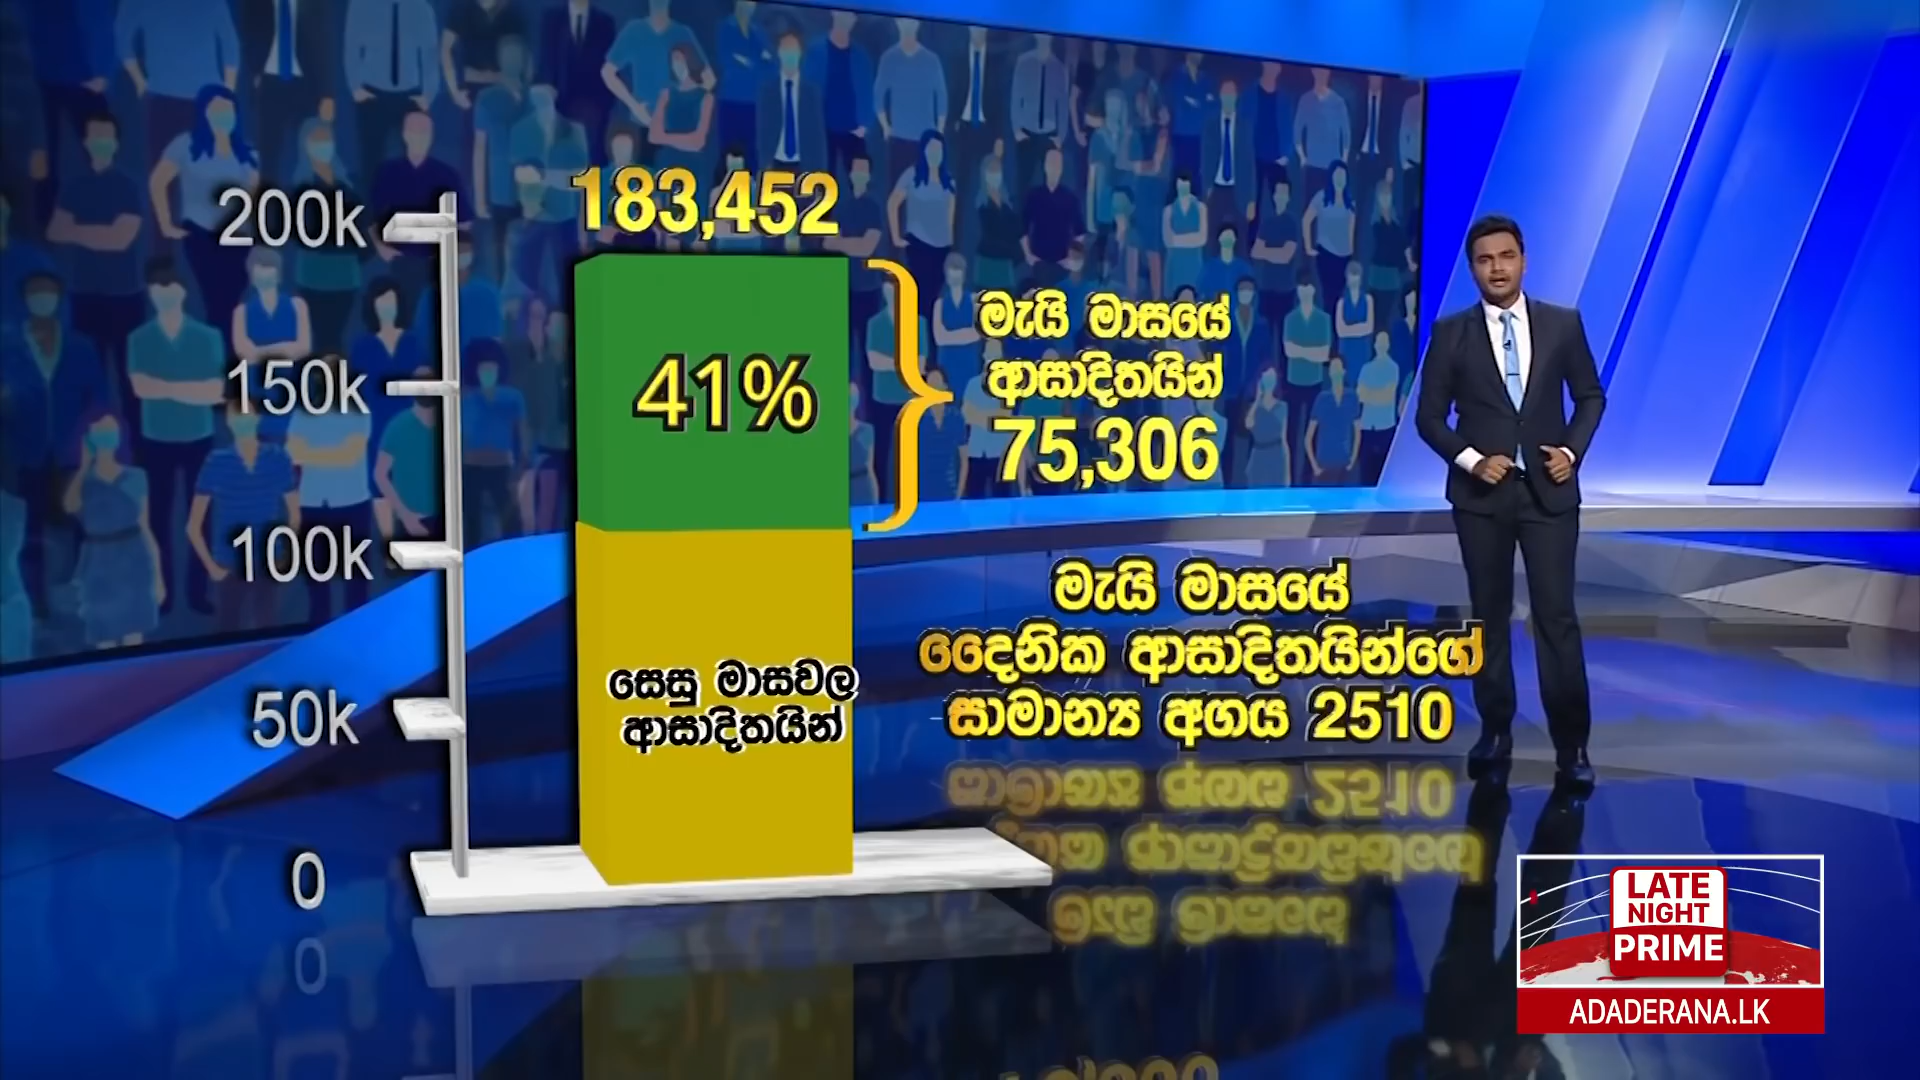 200k
150k
100k
50k
0
183,452
41%
සෙසු මාසවල
ආසාදිතයින්
මැයි මාසයේ
ආසාදිතයින්
75,306
මැයි මාසයේ
දෛනික ආසාදිතයින්ගේ
සාමාන්‍ය අගය 2510
LATE
NIGHT
PRIME
ADADERANA.LK